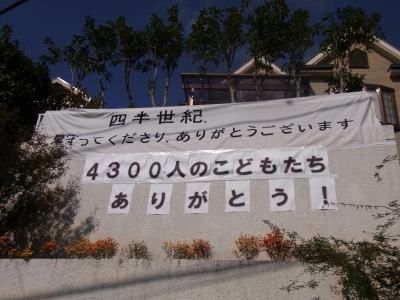 四半世紀、
見守ってくださり、ありがとうございます
4300人のこどもたち
ありがとう!